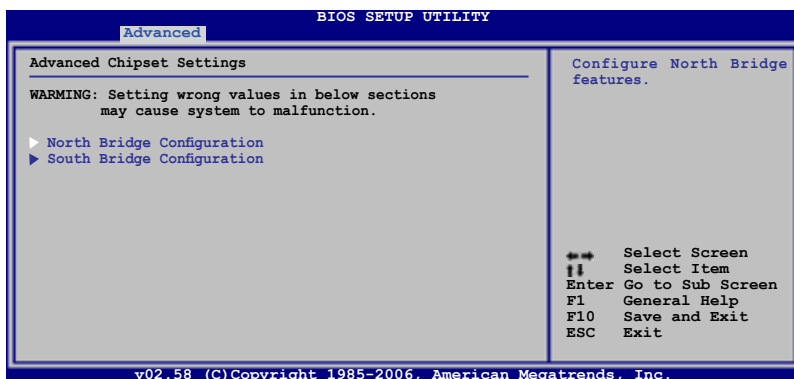 BIOS SETUP UTILITY
Advanced
Advanced Chipset Settings
WARMING: Setting wrong values in below sections
may cause system to malfunction.
North Bridge Configuration
South Bridge Configuration
Configure North Bridge
features.
Select Screen
Select Item
Enter Go to Sub Screen
F1 General Help
F10 Save and Exit
ESC Exit
v02.58 (C)Copyright 1985-2006, American Megatrends, Inc.